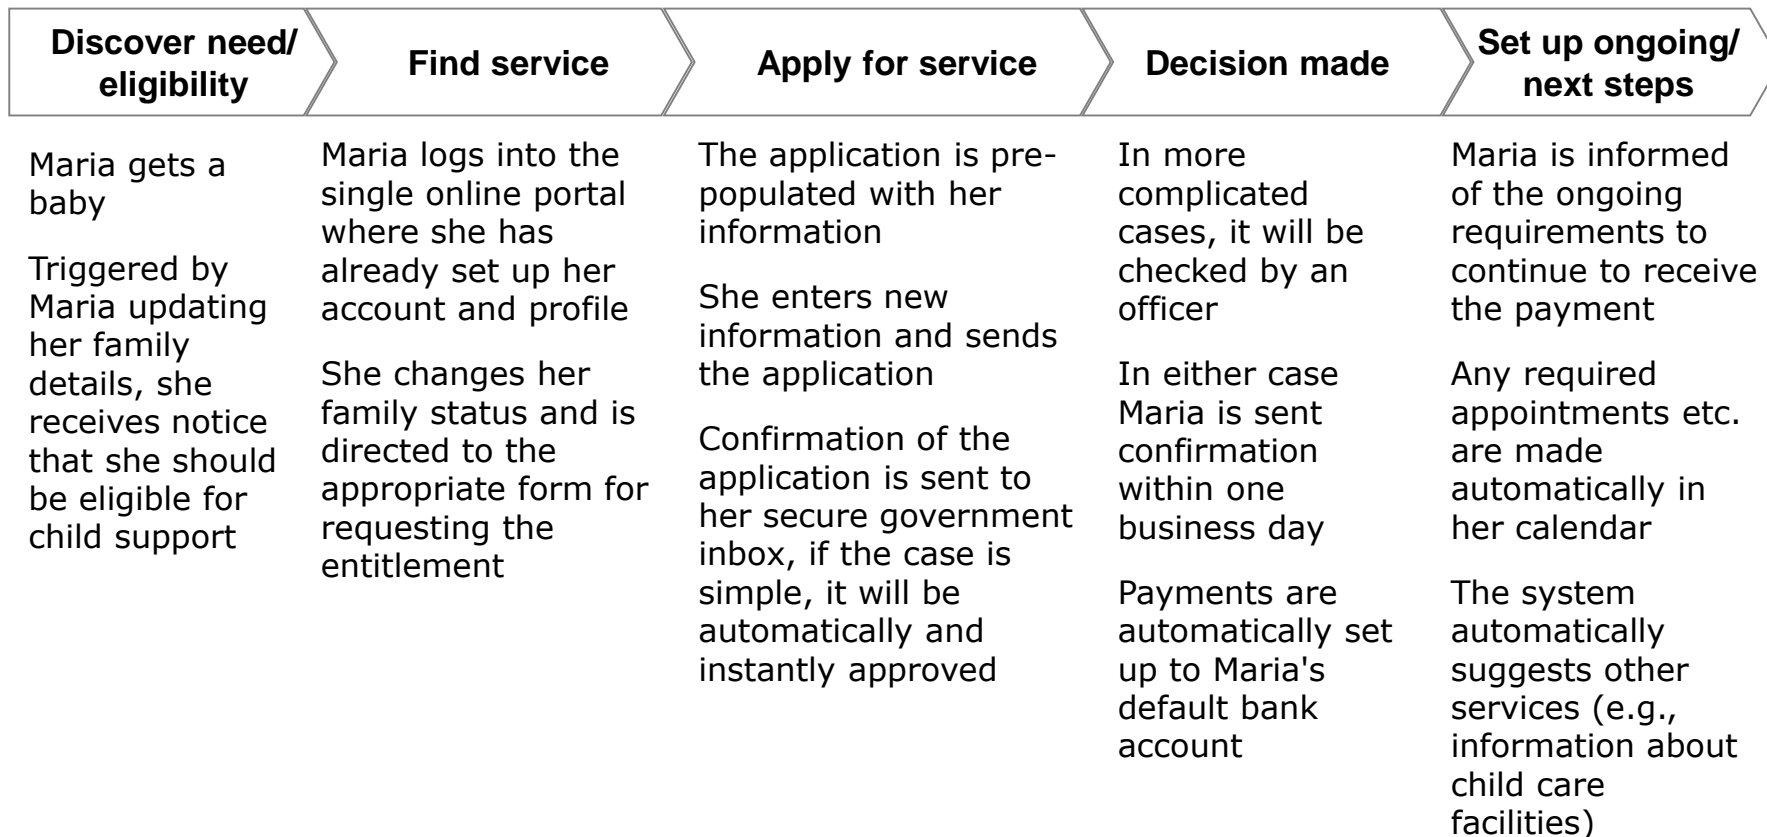 Discover need/
eligibility
Find service
Apply for service
Decision made
Set up ongoing/
next steps
Maria gets a
baby
Triggered by
Maria updating
her family
details, she
receives notice
that she should
be eligible for
child support
Maria logs into the
single online portal
where she has
already set up her
account and profile
She changes her
family status and is
directed to the
appropriate form for
requesting the
entitlement
The application is pre-
populated with her
information
She enters new
information and sends
the application
Confirmation of the
application is sent to
her secure government
inbox, if the case is
simple, it will be
automatically and
instantly approved
In more
complicated
cases, it will be
checked by an
officer
In either case
Maria is sent
confirmation
within one
business day
Payments are
automatically set
up to Maria's
default bank
account
Maria is informed
of the ongoing
requirements to
continue to receive
the payment
Any required
appointments etc.
are made
automatically in
her calendar
The system
automatically
suggests other
services (e.g.,
information about
child care
facilities)